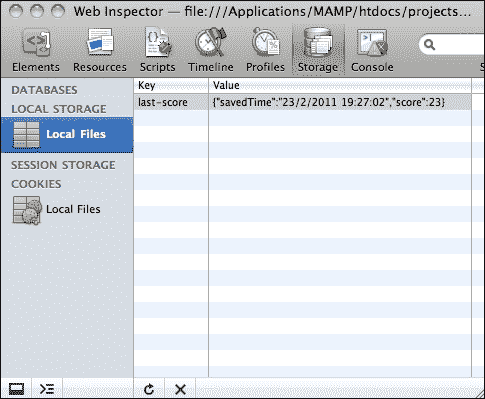 Web Inspector — file:///Applications/MAMP/htdocs/projects...
Elements Resources Scripts Timeline Profiles Storage Console
Key Value
DATABASES
LOCAL STORAGE
Local Files
SESSION STORAGE
COOKIES
Local Files
last-score {"savedTime":"23/2/2011 19:27:02","score":23}